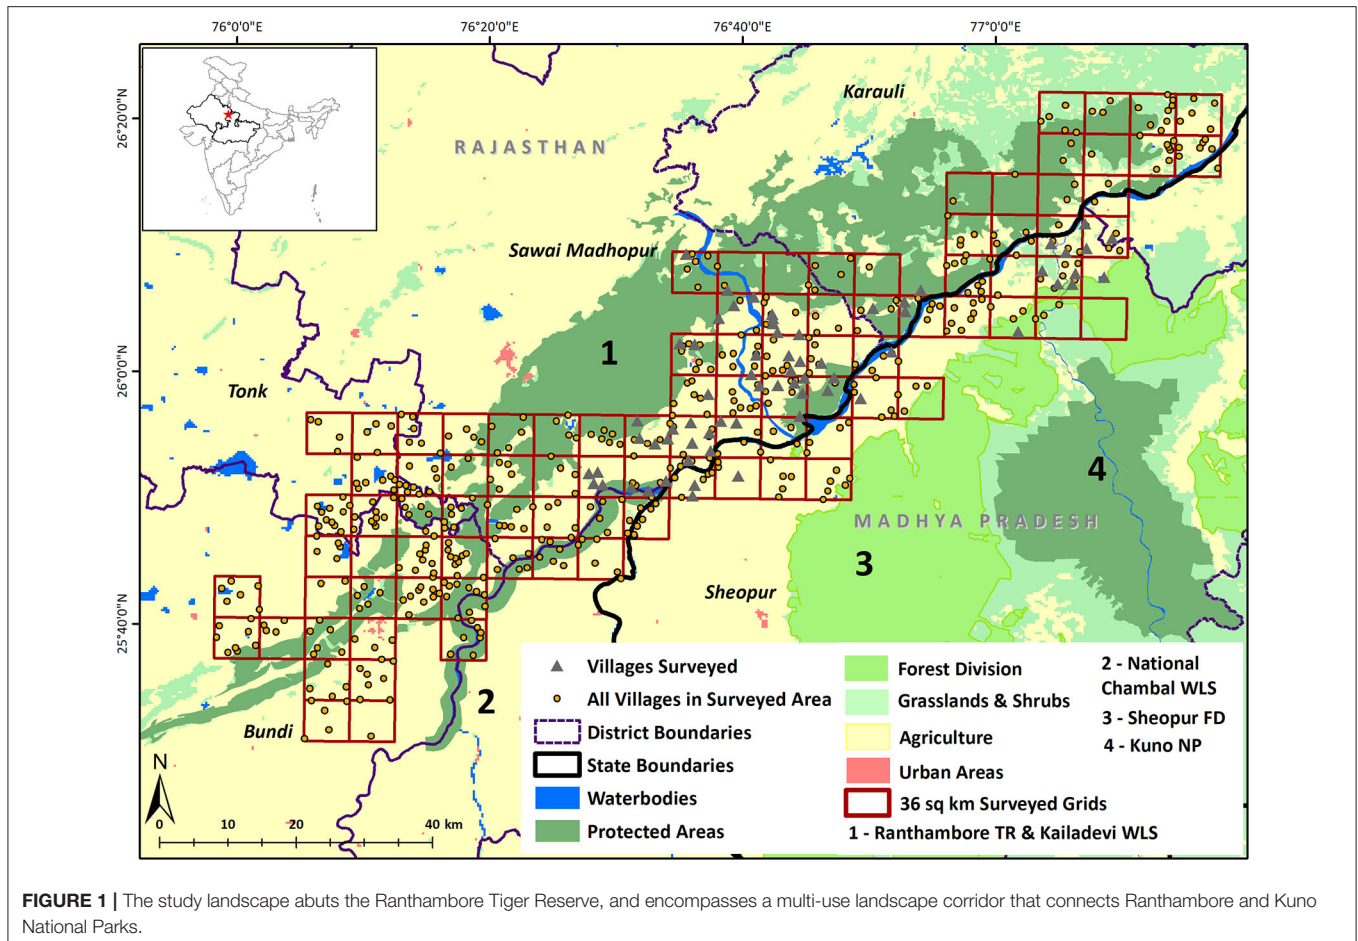 76°0'0"E
76°20'0"E
76°40'0"E
77°0'0"E
26°20'0"N
26°0'0"N
25°40'0"N
Karauli
RAJASTHAN
Sawai Madhopur
1
Tonk
4
MADHYA PRADESH
3
Sheopur
2
Bundi
N
0 10 20 40 km
Villages Surveyed
All Villages in Surveyed Area
District Boundaries
State Boundaries
Waterbodies
Protected Areas
Forest Division
Grasslands & Shrubs
Agriculture
Urban Areas
36 sq km Surveyed Grids
1 - Ranthambore TR & Kailadevi WLS
2 - National
Chambal WLS
3 - Sheopur FD
4 - Kuno NP
FIGURE 1 | The study landscape abuts the Ranthambore Tiger Reserve, and encompasses a multi-use landscape corridor that connects Ranthambore and Kuno
National Parks.